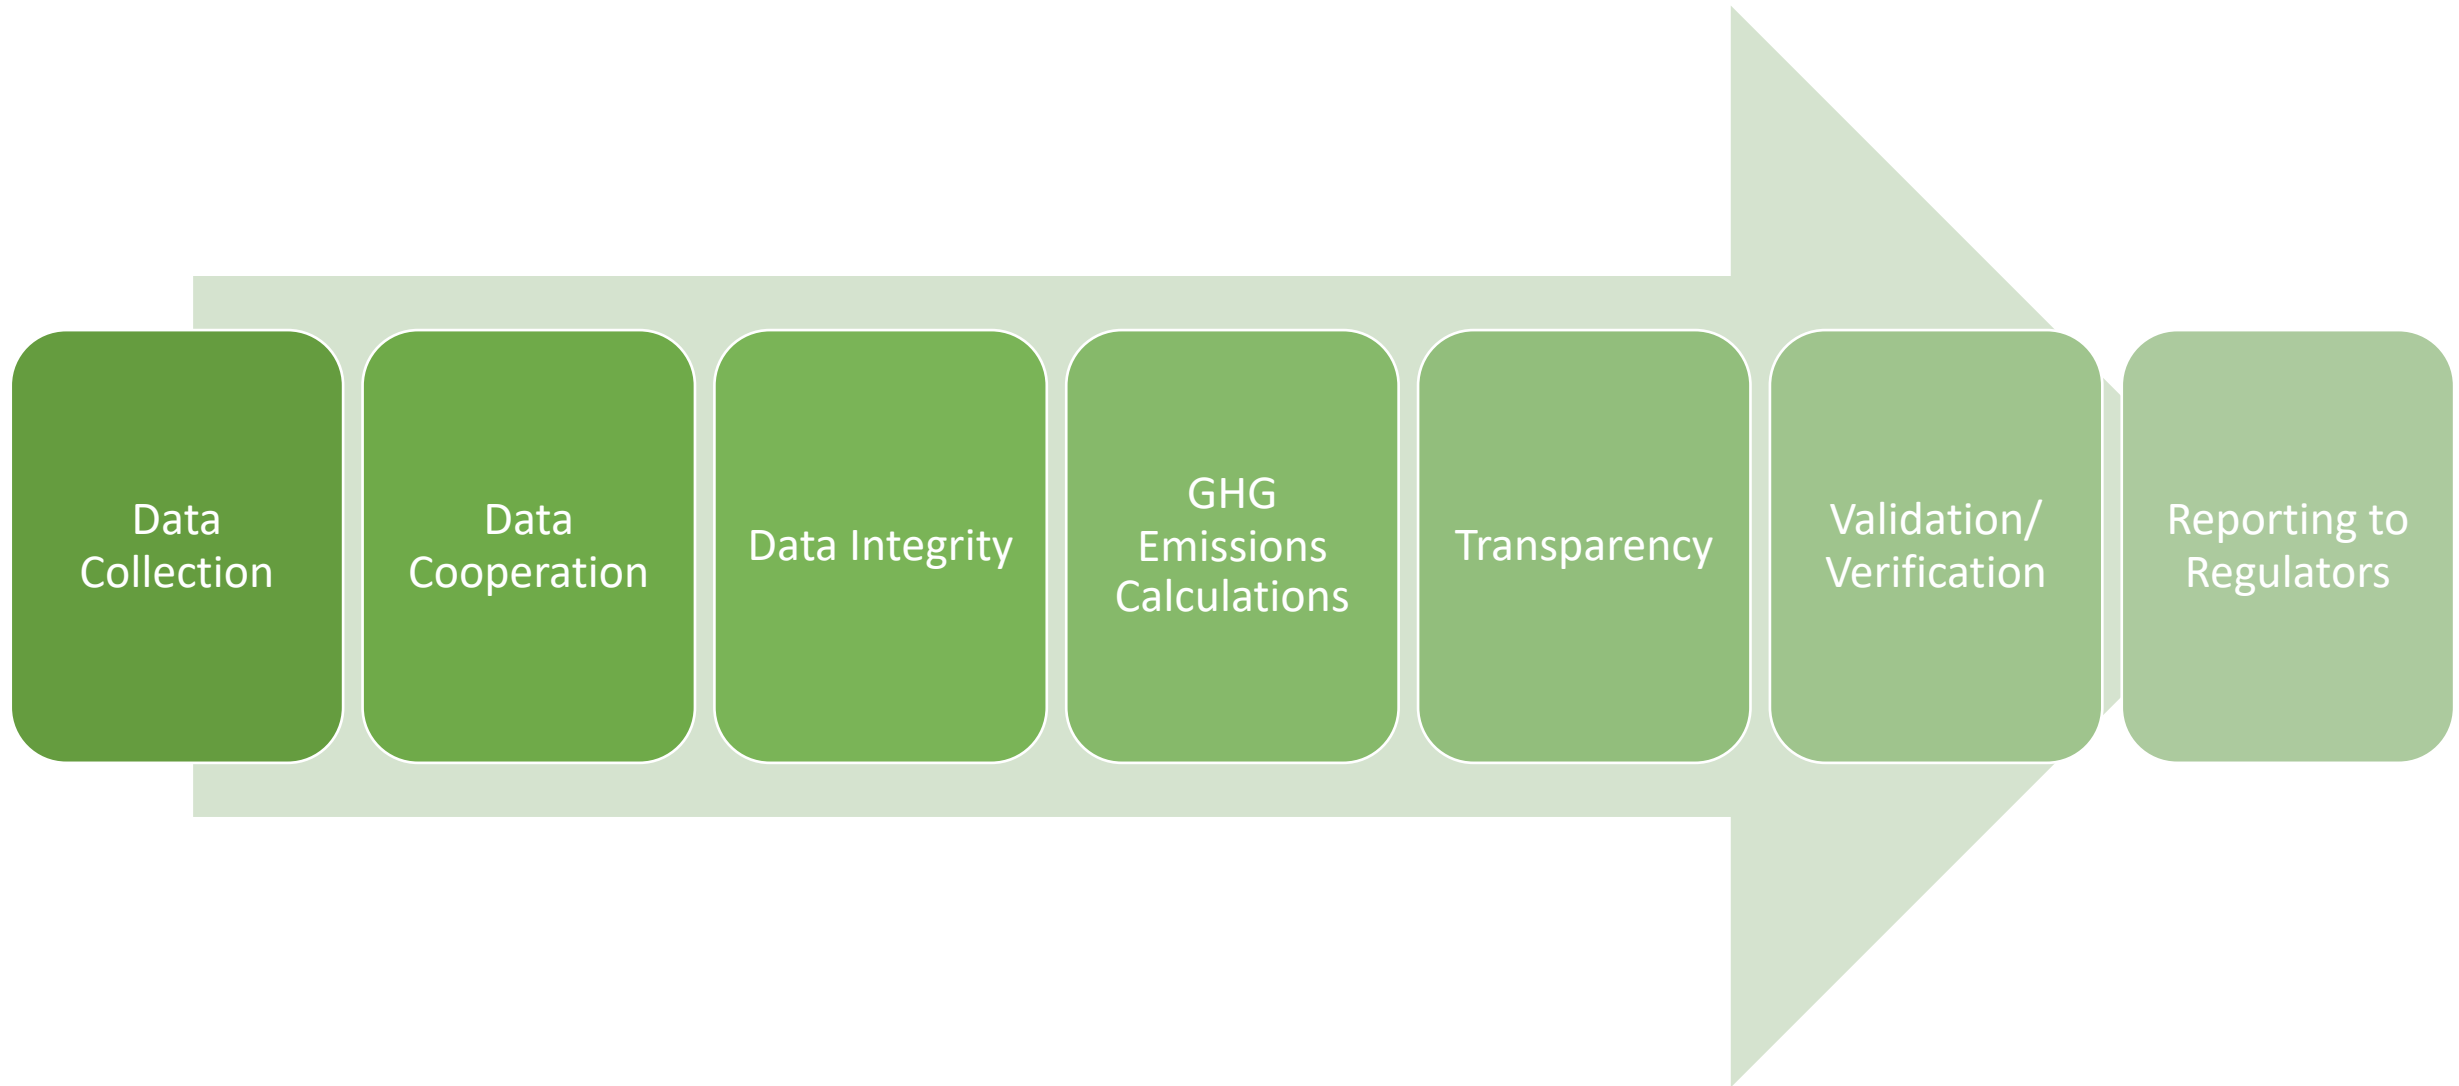 Data
Collection
Data
Cooperation
Data Integrity
GHG
Emissions
Calculations
Transparency
Validation/
Verification
Reporting to
Regulators